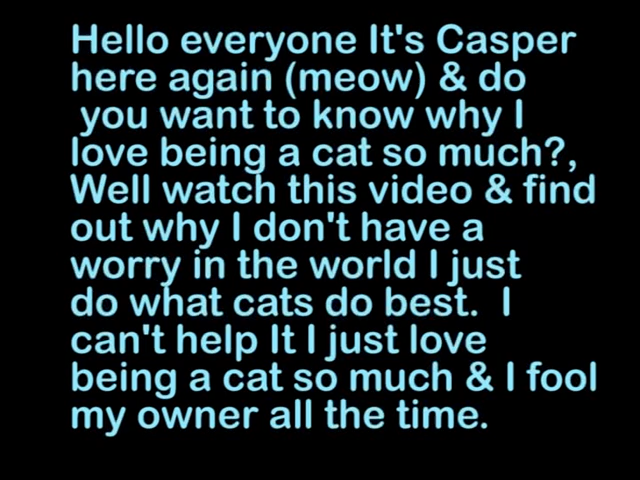 Hello everyone It's Casper
here again (meow) & do
you want to know why I
love being a cat so much?,
Well watch this video & find
out why I don't have a
worry in the world I just
do what cats do best.  I
can't help It I just love
being a cat so much & I fool
my owner all the time.